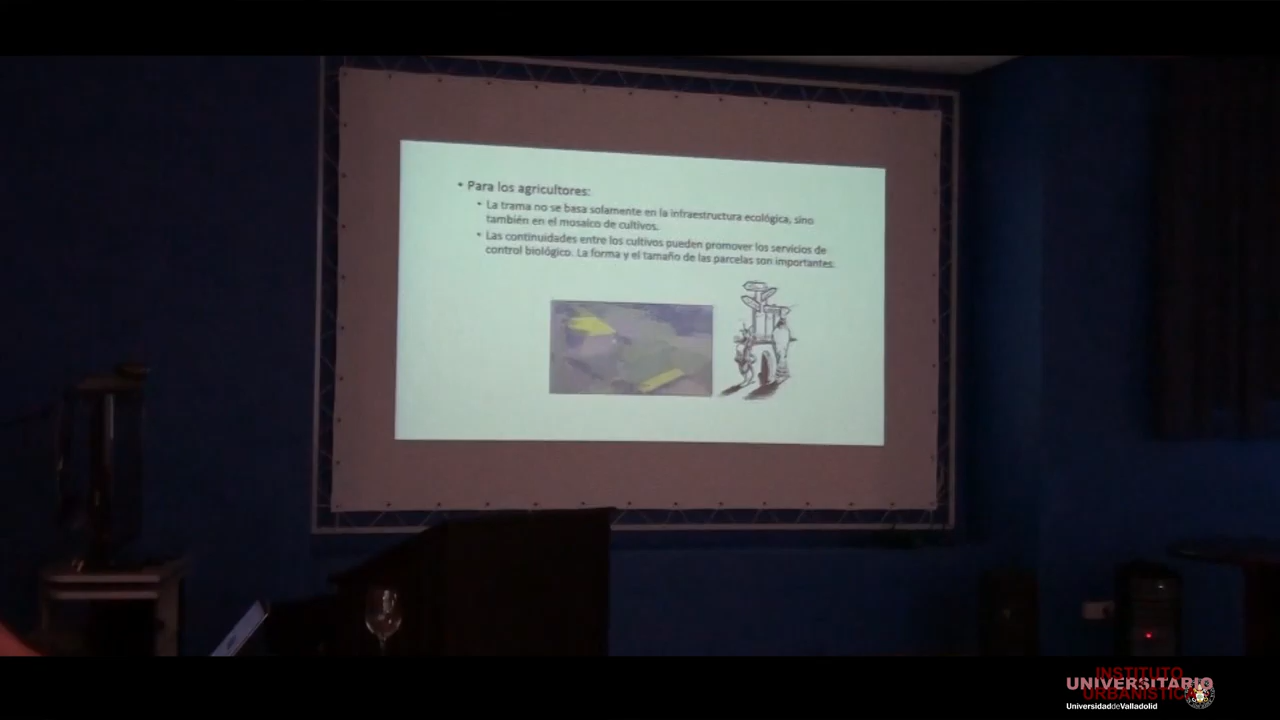 • Para los agricultores:
• La trama no se basa solamente en la infraestructura ecológica, sino
también en el mosaico de cultivos.
• Las continuidades entre los cultivos pueden promover los servicios de
control biológico. La forma y el tamaño de las parcelas son importantes.
INSTITUTO
UNIVERSITARIO
URBANÍSTICA
UniversidaddeValladolid